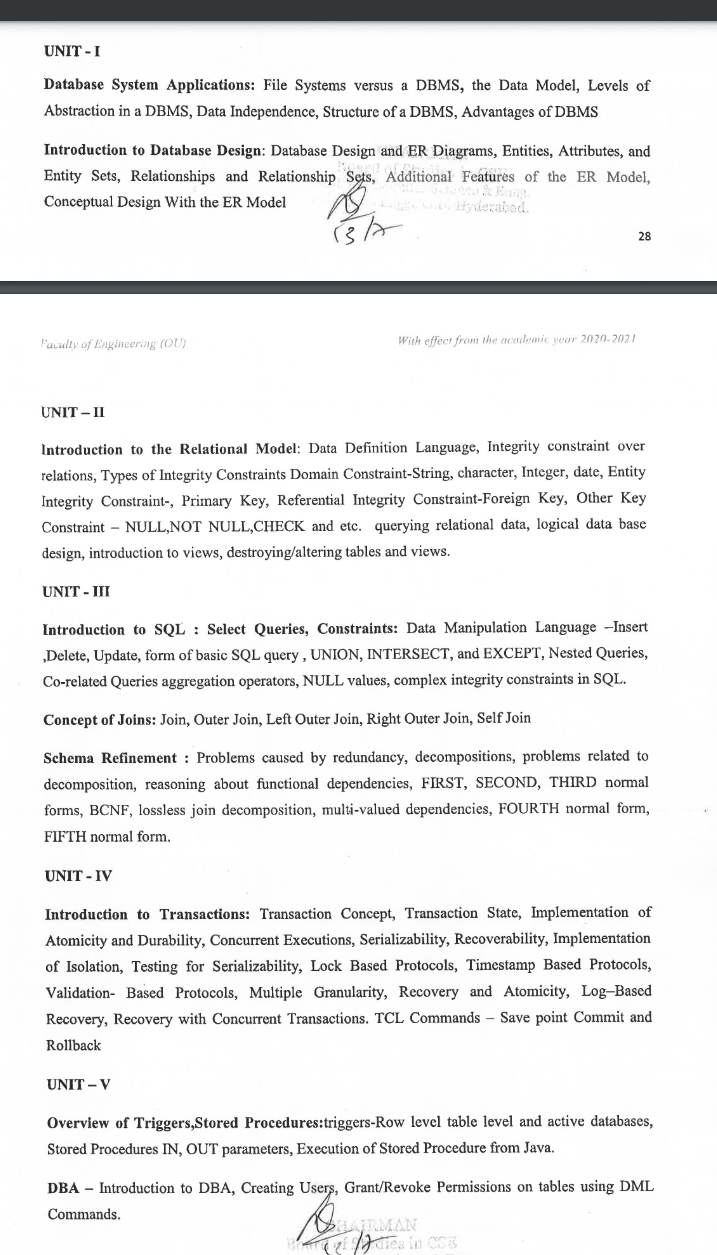 UNIT - I
Database System Applications: File Systems versus a DBMS, the Data Model, Levels of
Abstraction in a DBMS, Data Independence, Structure of a DBMS, Advantages of DBMS
Introduction to Database Design: Database Design and ER Diagrams, Entities, Attributes, and
Entity Sets, Relationships and Relationship Sets, Additional Features of the ER Model,
Conceptual Design With the ER Model
Hyderabad.
28
Faculty of Engineering (OU)
With effect from the academic year 2020-2021
UNIT – II
Introduction to the Relational Model: Data Definition Language, Integrity constraint over
relations, Types of Integrity Constraints Domain Constraint-String, character, Integer, date, Entity
Integrity Constraint-, Primary Key, Referential Integrity Constraint-Foreign Key, Other Key
Constraint – NULL,NOT NULL,CHECK and etc. querying relational data, logical data base
design, introduction to views, destroying/altering tables and views.
UNIT - III
Introduction to SQL : Select Queries, Constraints: Data Manipulation Language –Insert
,Delete, Update, form of basic SQL query , UNION, INTERSECT, and EXCEPT, Nested Queries,
Co-related Queries aggregation operators, NULL values, complex integrity constraints in SQL.
Concept of Joins: Join, Outer Join, Left Outer Join, Right Outer Join, Self Join
Schema Refinement : Problems caused by redundancy, decompositions, problems related to
decomposition, reasoning about functional dependencies, FIRST, SECOND, THIRD normal
forms, BCNF, lossless join decomposition, multi-valued dependencies, FOURTH normal form,
FIFTH normal form.
UNIT - IV
Introduction to Transactions: Transaction Concept, Transaction State, Implementation of
Atomicity and Durability, Concurrent Executions, Serializability, Recoverability, Implementation
of Isolation, Testing for Serializability, Lock Based Protocols, Timestamp Based Protocols,
Validation- Based Protocols, Multiple Granularity, Recovery and Atomicity, Log–Based
Recovery, Recovery with Concurrent Transactions. TCL Commands – Save point Commit and
Rollback
UNIT – V
Overview of Triggers,Stored Procedures:triggers-Row level table level and active databases,
Stored Procedures IN, OUT parameters, Execution of Stored Procedure from Java.
DBA – Introduction to DBA, Creating Users, Grant/Revoke Permissions on tables using DML
Commands.
CHAIRMAN
Board of Studies in CSE